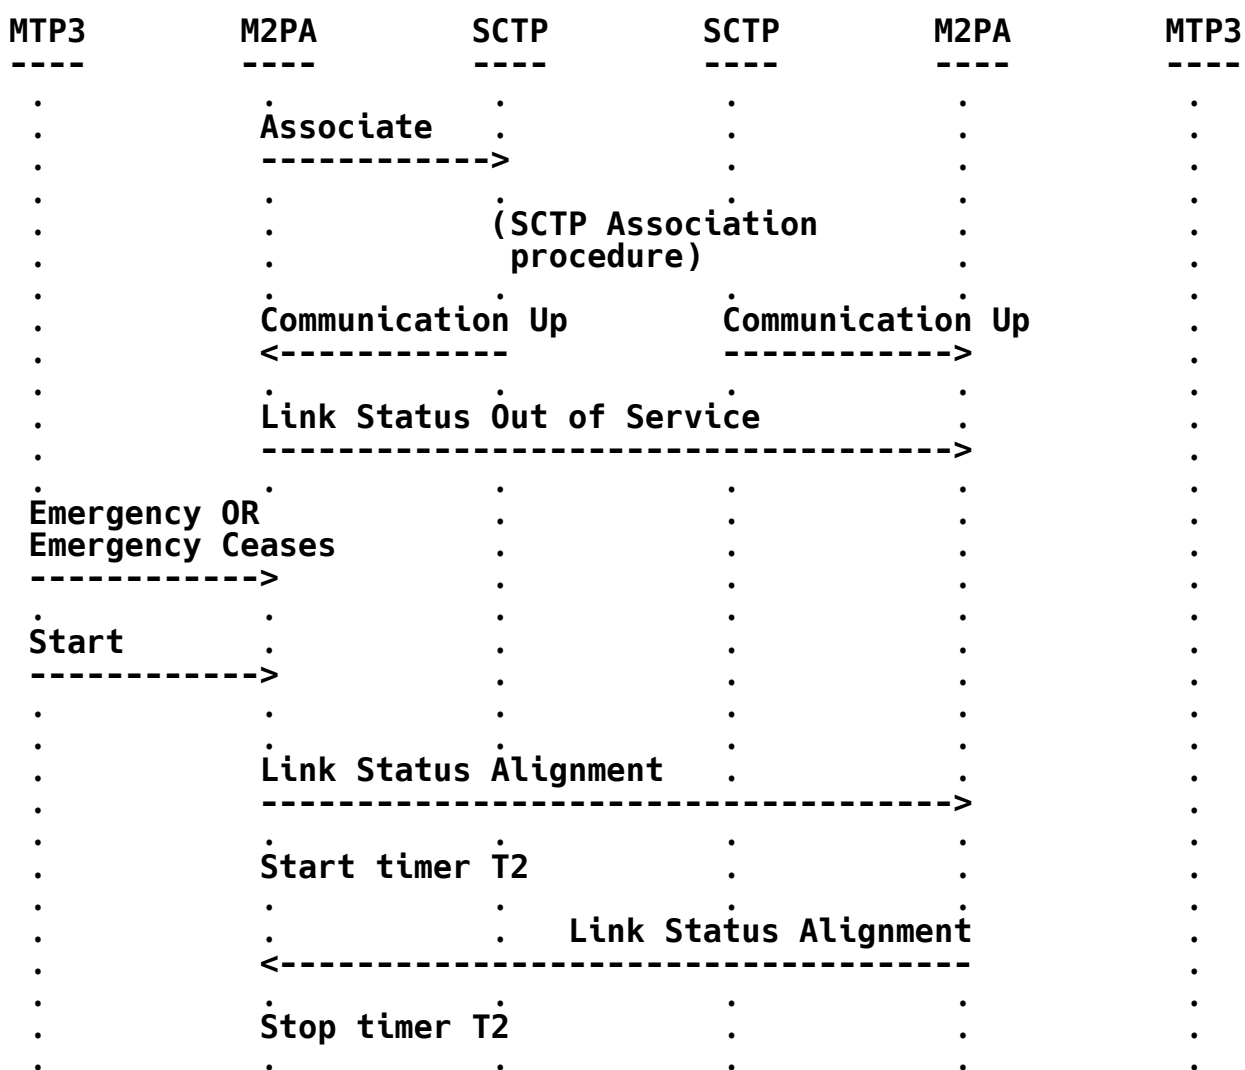 MTP3        M2PA        SCTP        SCTP        M2PA        MTP3
----        ----        ----        ----        ----        ----
 .           .           .           .           .           .
 .           Associate   .           .           .           .
 .           ------------>           .           .           .
 .           .           .           .           .           .
 .           .           (SCTP Association       .           .
 .           .            procedure)             .           .
 .           .           .           .           .           .
 .           Communication Up        Communication Up        .
 .           <------------           ------------>           .
 .           .           .           .           .           .
 .           Link Status Out of Service          .           .
 .           ------------------------------------>           .
 .           .           .           .           .           .
 Emergency OR            .           .           .           .
 Emergency Ceases        .           .           .           .
 ------------>           .           .           .           .
 .           .           .           .           .           .
 Start       .           .           .           .           .
 ------------>           .           .           .           .
 .           .           .           .           .           .
 .           .           .           .           .           .
 .           Link Status Alignment   .           .           .
 .           ------------------------------------>           .
 .           .           .           .           .           .
 .           Start timer T2          .           .           .
 .           .           .           .           .           .
 .           .           .   Link Status Alignment           .
 .           <------------------------------------           .
 .           .           .           .           .           .
 .           Stop timer T2           .           .           .
 .           .           .           .           .           .